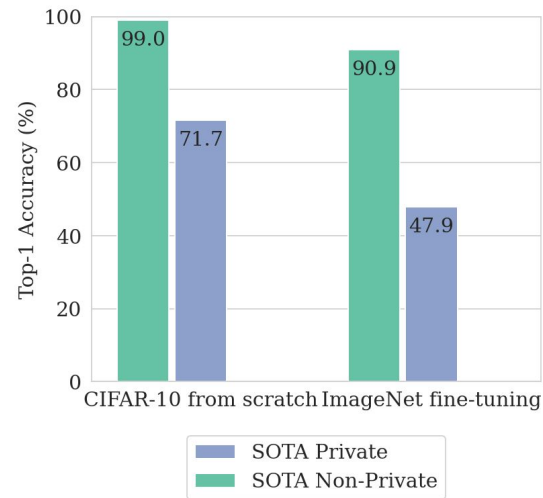 Top-1 Accuracy (%)
100
80
60
40
20
0
99.0
71.7
90.9
47.9
CIFAR-10 from scratch
ImageNet fine-tuning
SOTA Private
SOTA Non-Private